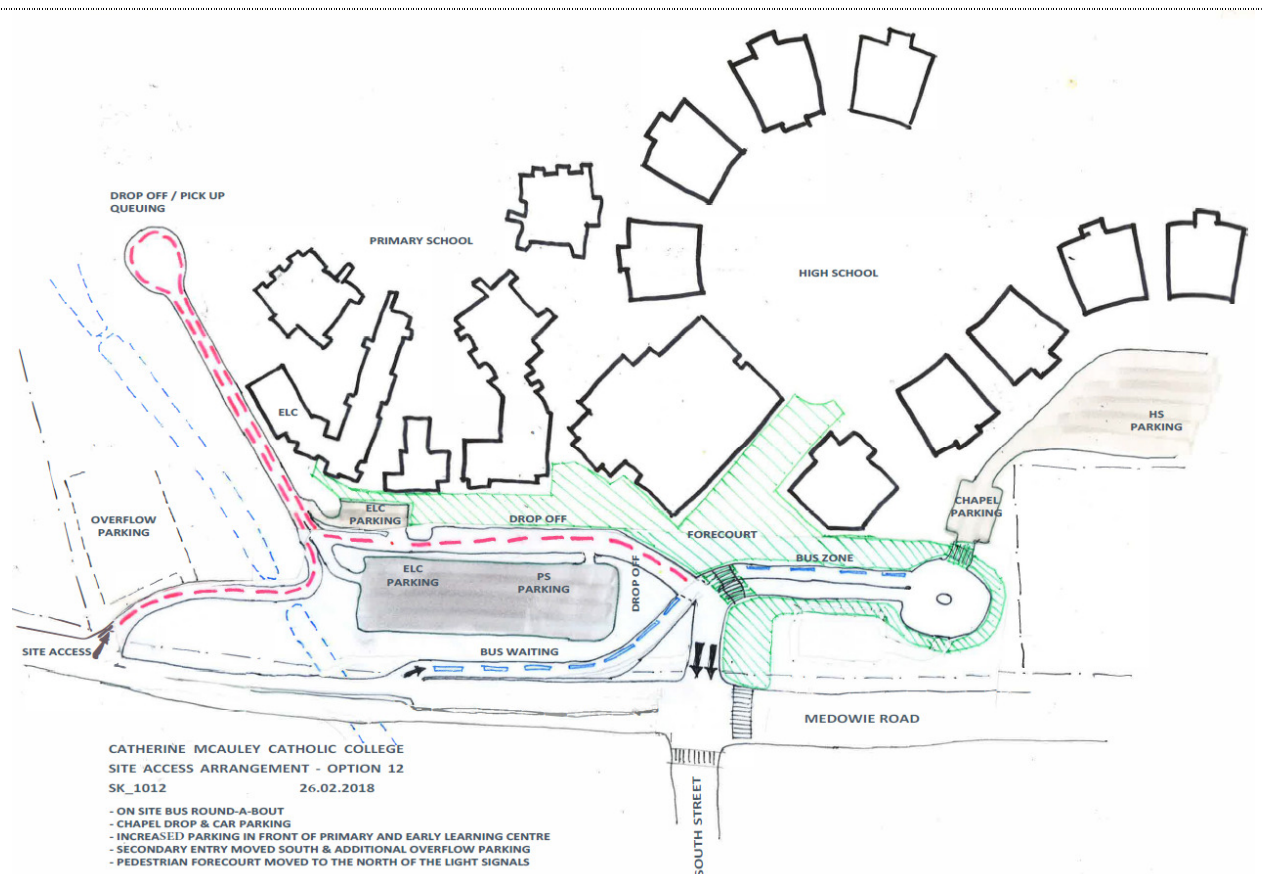 DROP OFF / PICK UP
QUEUING
PRIMARY SCHOOL
HIGH SCHOOL
ELC
HS
PARKING
OVERFLOW
PARKING
ELC
PARKING
DROP OFF
FORECOURT
CHAPEL
PARKING
BUS ZONE
ELC
PARKING
PS
PARKING
DROP OFF
SITE ACCESS
BUS WAITING
MEDOWIE ROAD
SOUTH STREET
CATHERINE MCAULEY CATHOLIC COLLEGE
SITE ACCESS ARRANGEMENT - OPTION 12
SK_1012 26.02.2018
- ON SITE BUS ROUND-A-BOUT
- CHAPEL DROP & CAR PARKING
- INCREASED PARKING IN FRONT OF PRIMARY AND EARLY LEARNING CENTRE
- SECONDARY ENTRY MOVED SOUTH & ADDITIONAL OVERFLOW PARKING
- PEDESTRIAN FORECOURT MOVED TO THE NORTH OF THE LIGHT SIGNALS